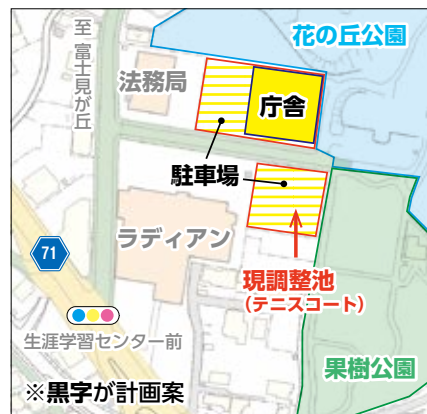 至 富士見が丘
花の丘公園
法務局
庁舎
駐車場
ラディアン
71
現調整池
(テニスコート)
生涯学習センター前
果樹公園
※黒字が計画案